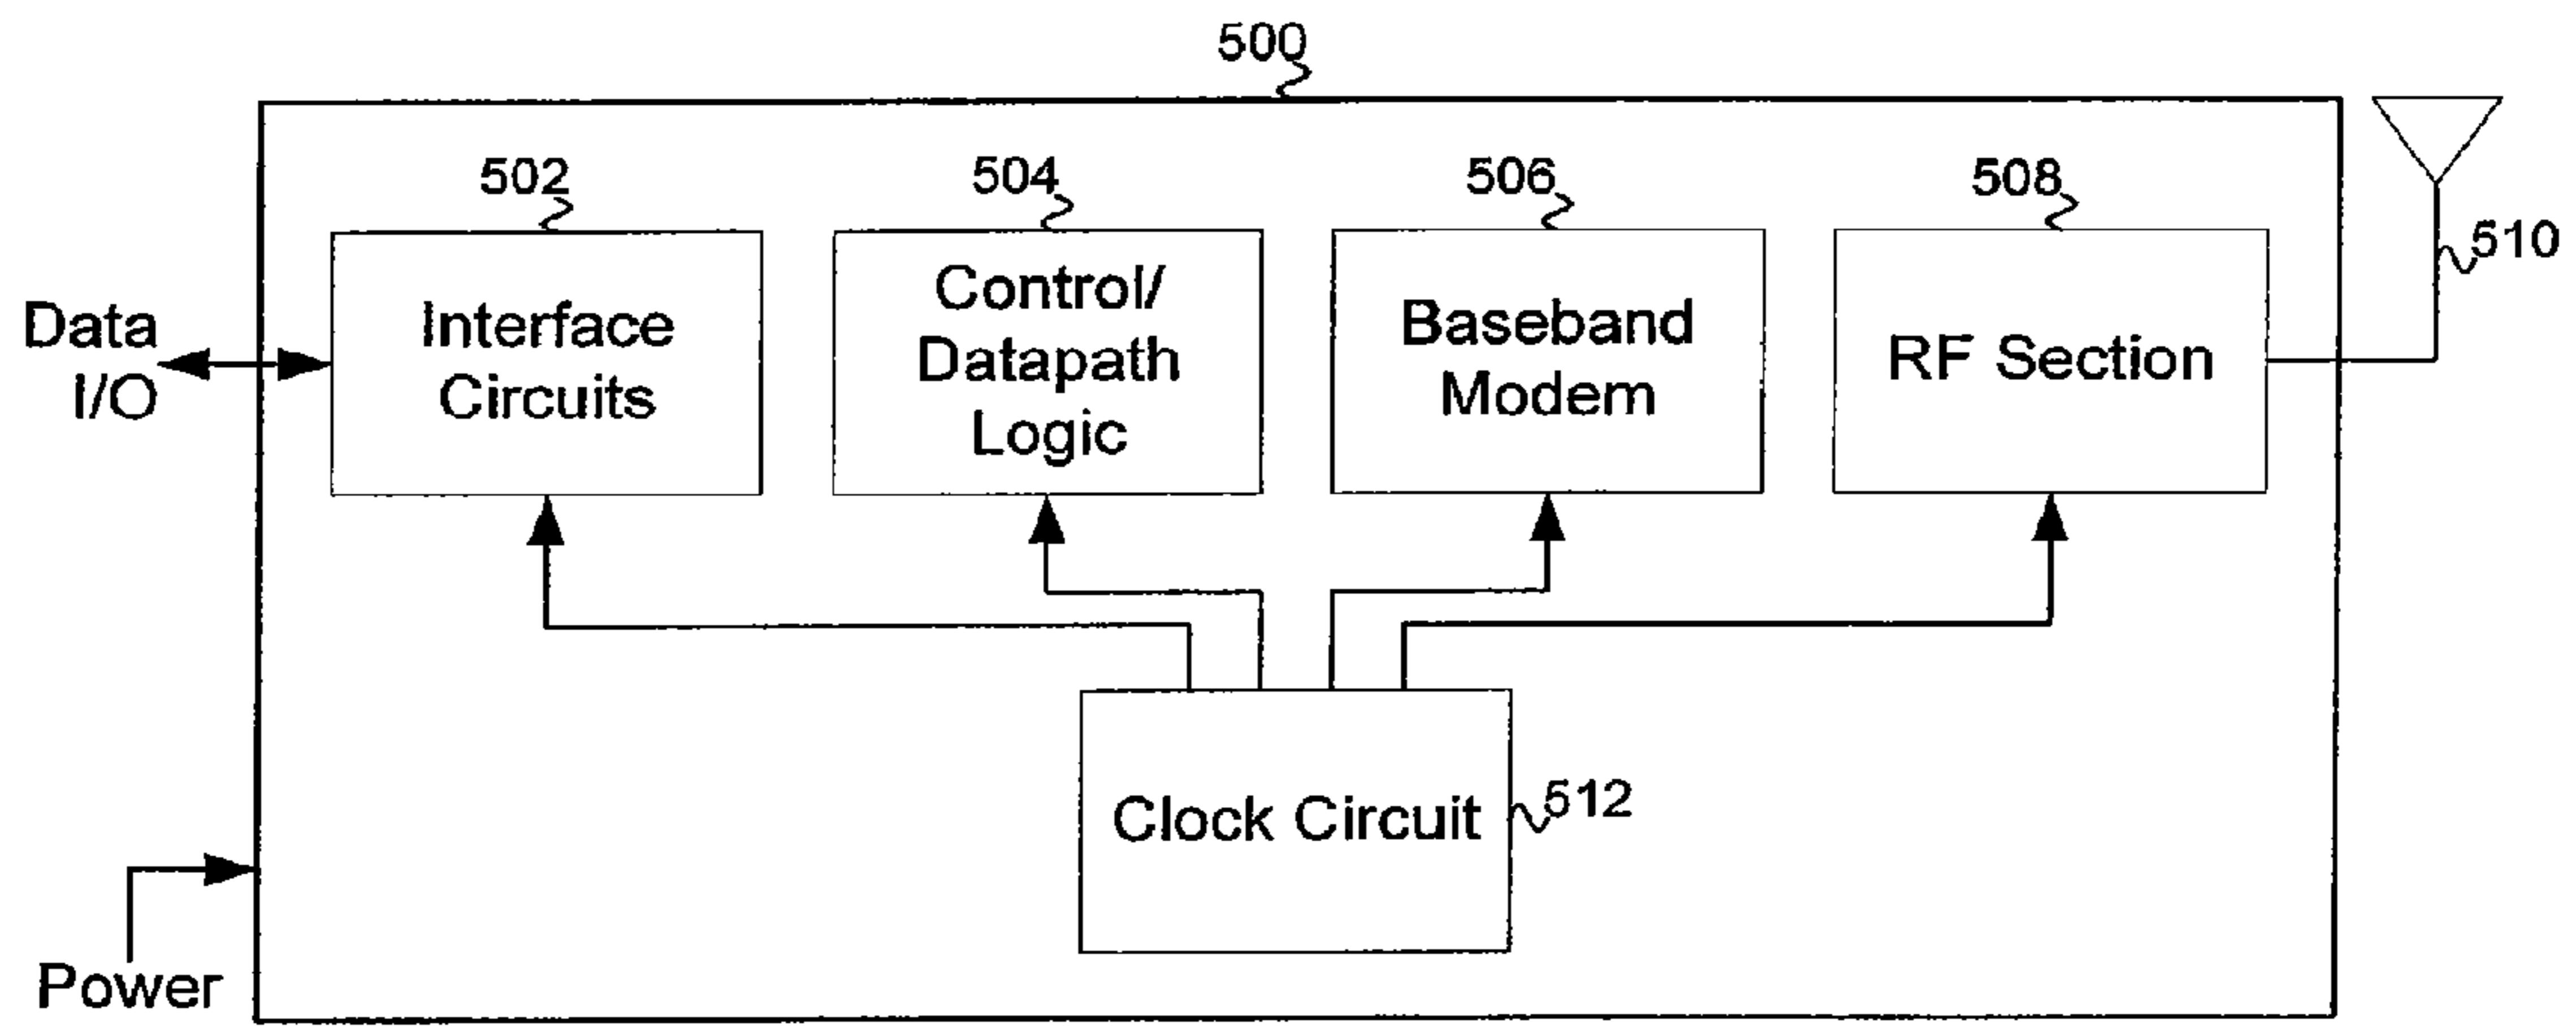 500
502
504
506
508
510
Data
I/O
Interface
Circuits
Control/
Datapath
Logic
Baseband
Modem
RF Section
Clock Circuit
512
Power